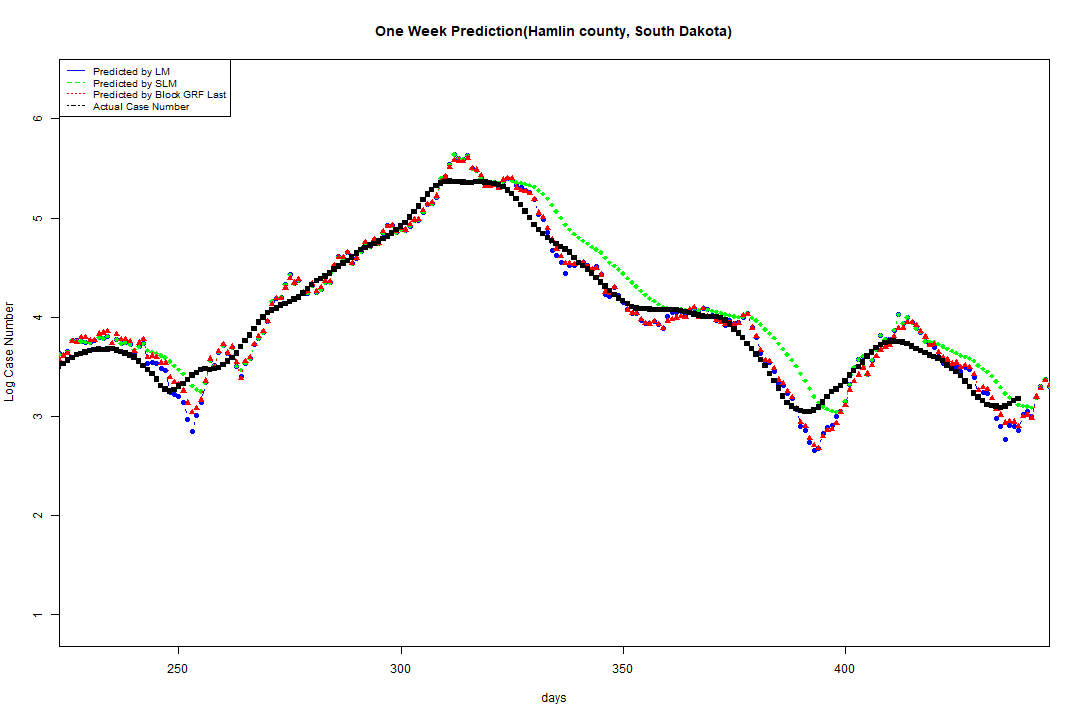 One Week Prediction(Hamlin county, South Dakota)
Predicted by LM
Predicted by SLM
Predicted by Block GRF Last
Actual Case Number
Log Case Number
6
5
4
3
2
1
250 300 350 400
days